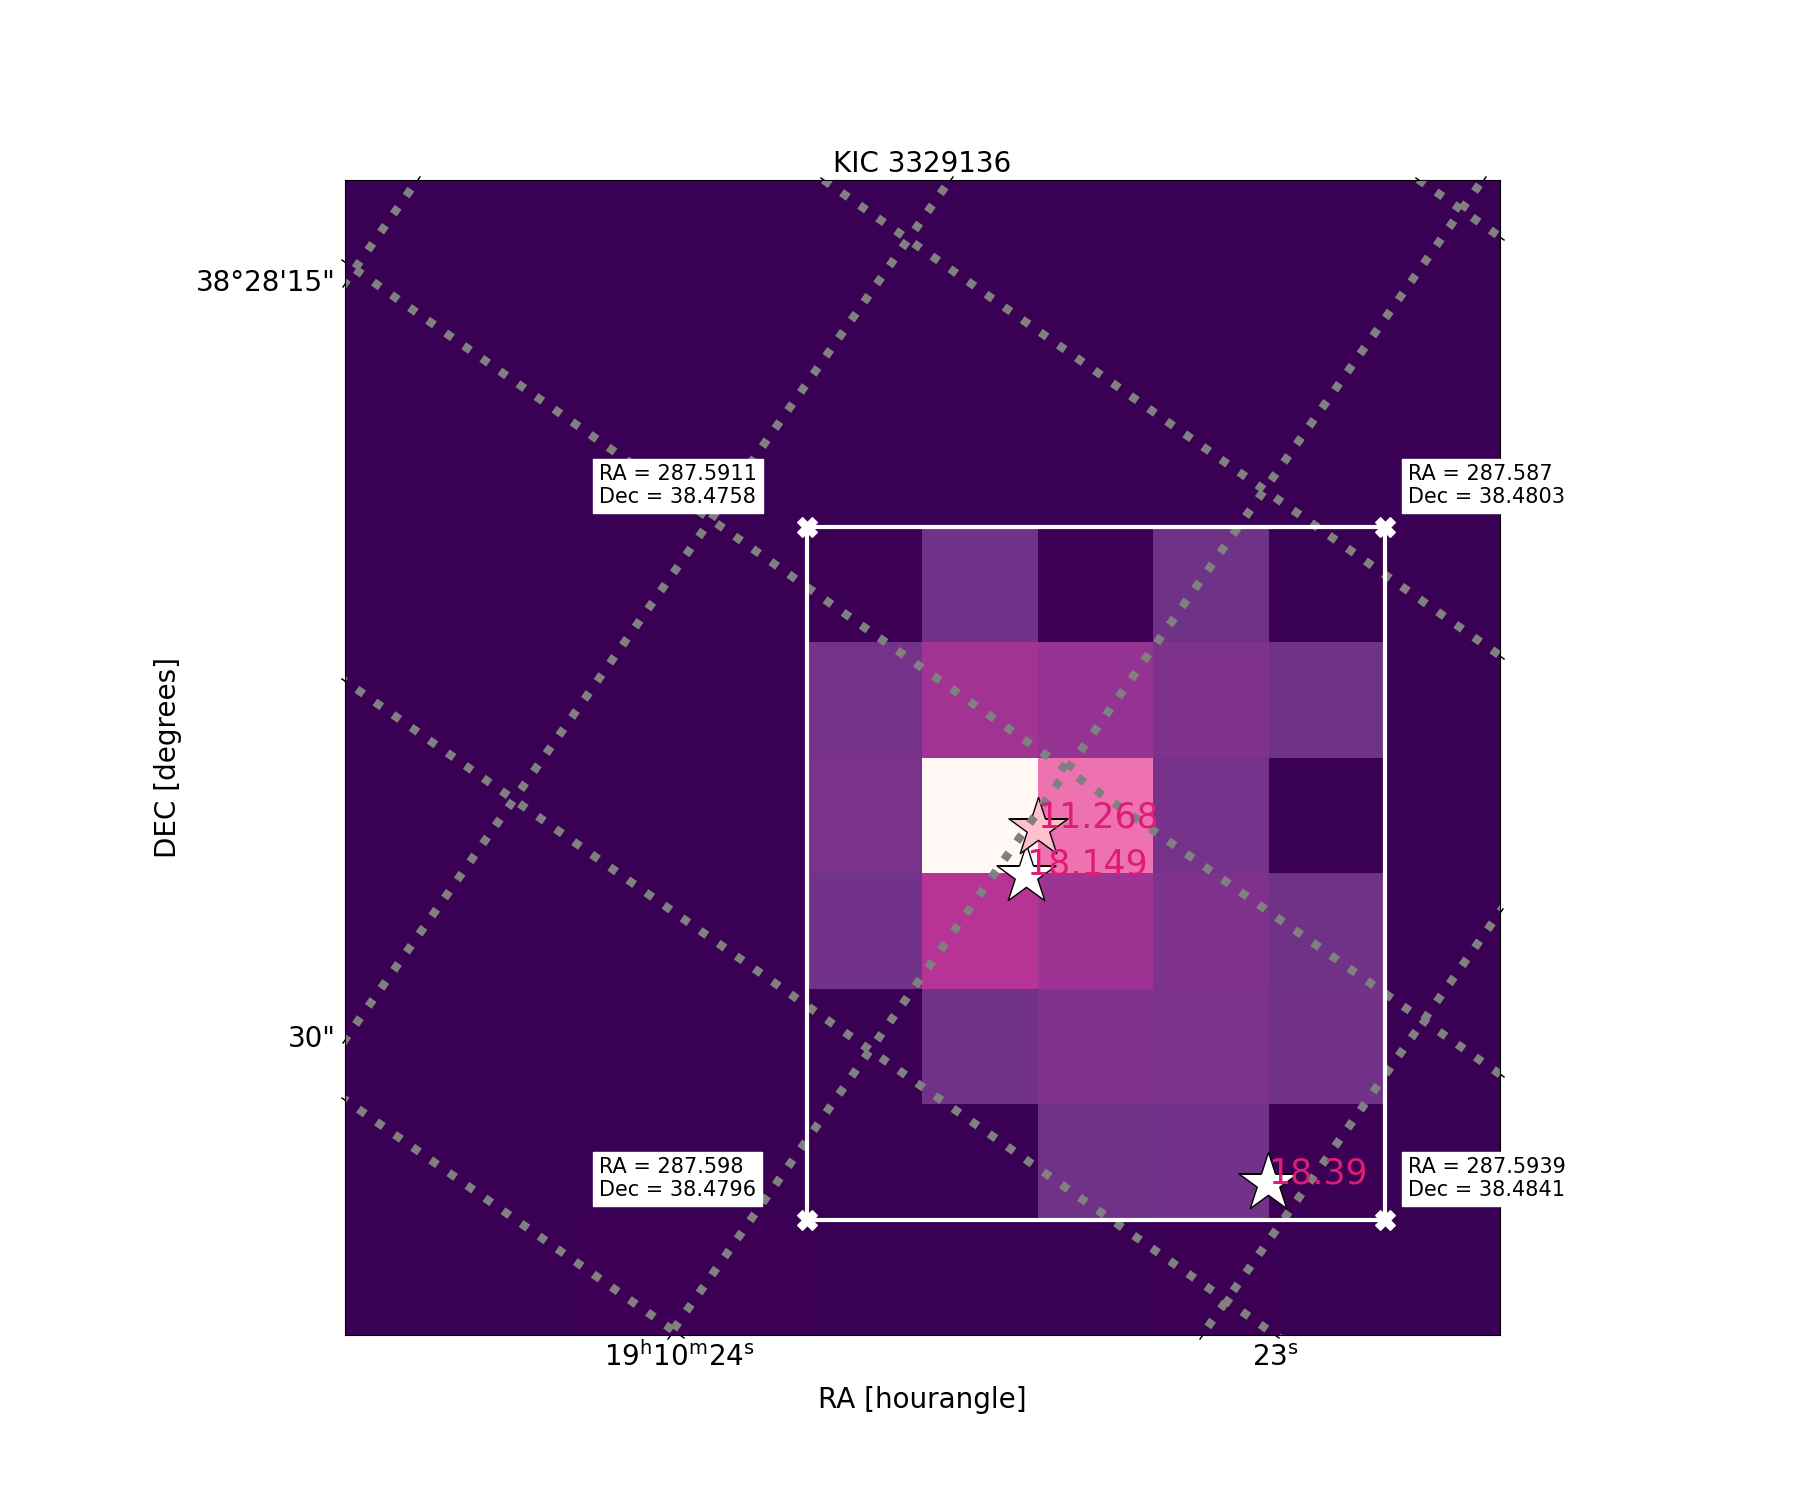 KIC 3329136
38°28'15"
RA = 287.5911
Dec = 38.4758
RA = 287.587
Dec = 38.4803
DEC [degrees]
11.268
18.149
30"
RA = 287.598
Dec = 38.4796
18.39
RA = 287.5939
Dec = 38.4841
19ʰ10ᵐ24ˢ
23ˢ
RA [hourangle]